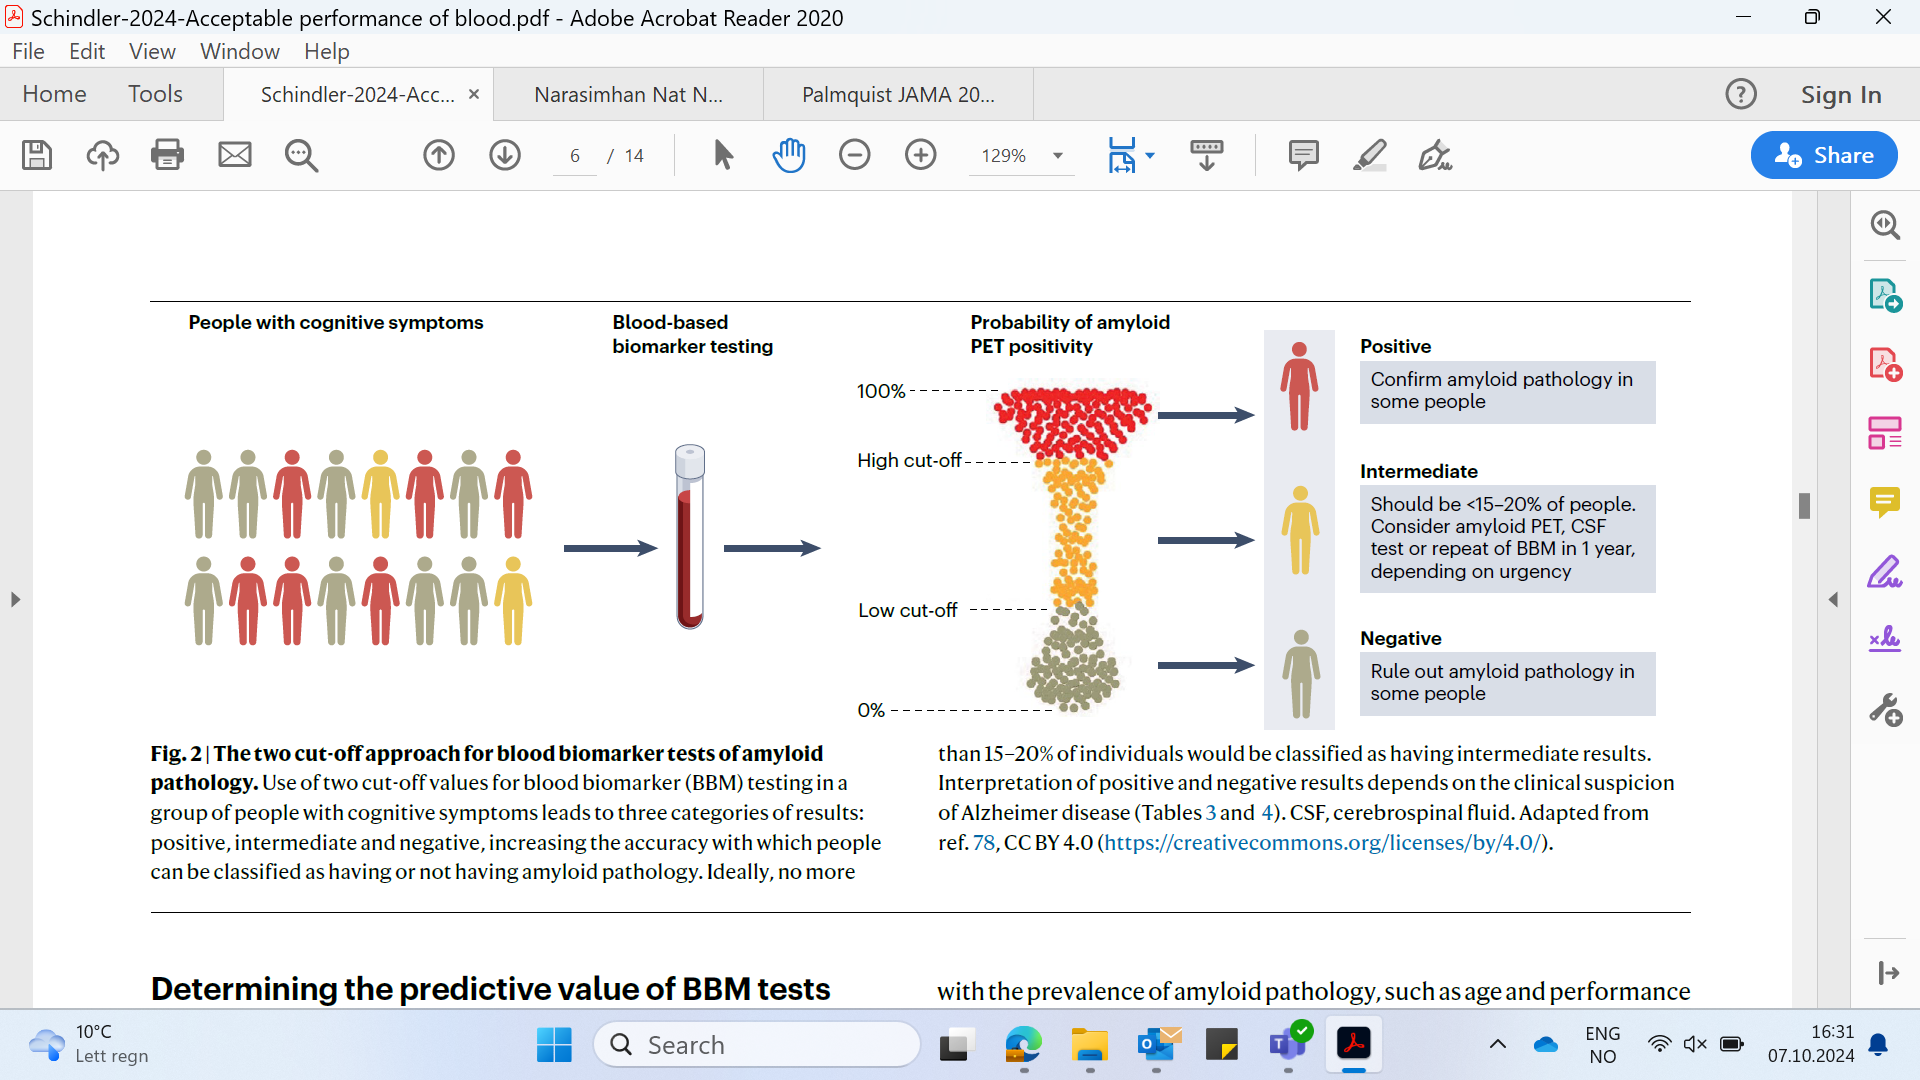 Schindler-2024-Acceptable performance of blood.pdf - Adobe Acrobat Reader 2020
File Edit View Window Help
Home Tools Schindler-2024-Acc... × Narasimhan Nat N... Palmquist JAMA 20... ? Sign In
6 / 14 129% Share
People with cognitive symptoms
Blood-based
biomarker testing
Probability of amyloid
PET positivity
100%
High cut-off
Low cut-off
0%
Positive
Confirm amyloid pathology in
some people
Intermediate
Should be <15–20% of people.
Consider amyloid PET, CSF
test or repeat of BBM in 1 year,
depending on urgency
Negative
Rule out amyloid pathology in
some people
Fig. 2 | The two cut-off approach for blood biomarker tests of amyloid
pathology. Use of two cut-off values for blood biomarker (BBM) testing in a
group of people with cognitive symptoms leads to three categories of results:
positive, intermediate and negative, increasing the accuracy with which people
can be classified as having or not having amyloid pathology. Ideally, no more
than 15–20% of individuals would be classified as having intermediate results.
Interpretation of positive and negative results depends on the clinical suspicion
of Alzheimer disease (Tables 3 and 4). CSF, cerebrospinal fluid. Adapted from
ref. 78, CC BY 4.0 (https://creativecommons.org/licenses/by/4.0/).
Determining the predictive value of BBM tests
with the prevalence of amyloid pathology, such as age and performance
10°C
Lett regn
Search
ENG
NO
16:31
07.10.2024